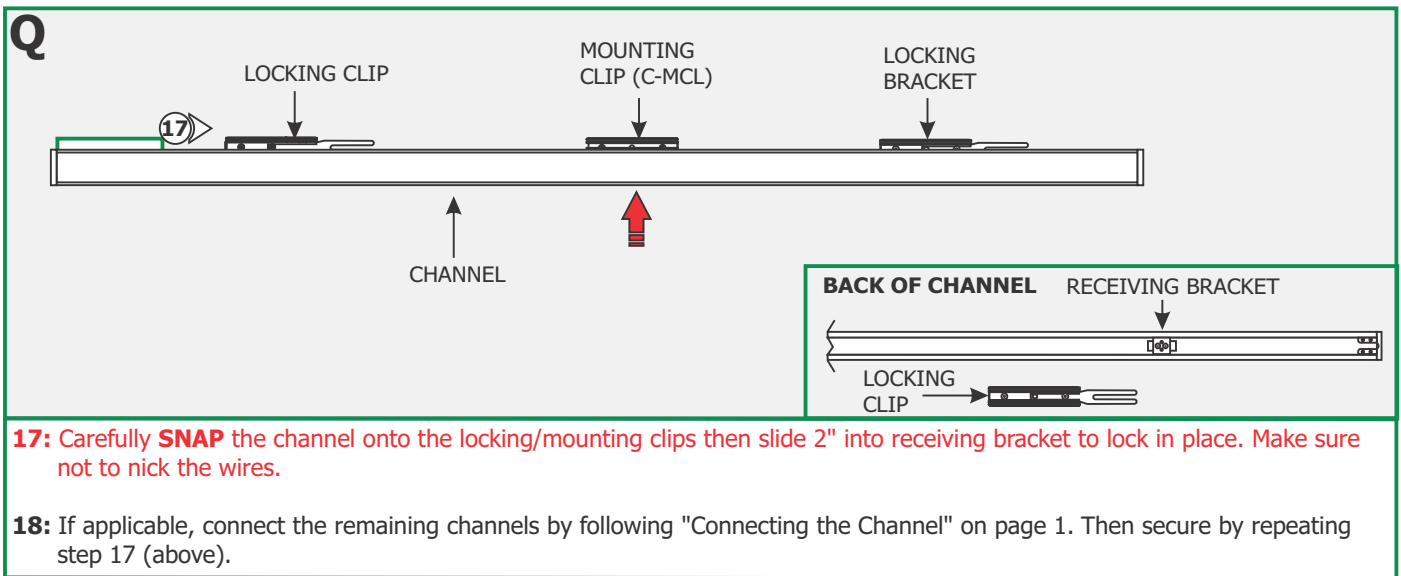 Q
LOCKING CLIP
MOUNTING
CLIP (C-MCL)
LOCKING
BRACKET
17
CHANNEL
BACK OF CHANNEL
RECEIVING BRACKET
LOCKING
CLIP
17: Carefully SNAP the channel onto the locking/mounting clips then slide 2" into receiving bracket to lock in place. Make sure
not to nick the wires.
18: If applicable, connect the remaining channels by following "Connecting the Channel" on page 1. Then secure by repeating
step 17 (above).